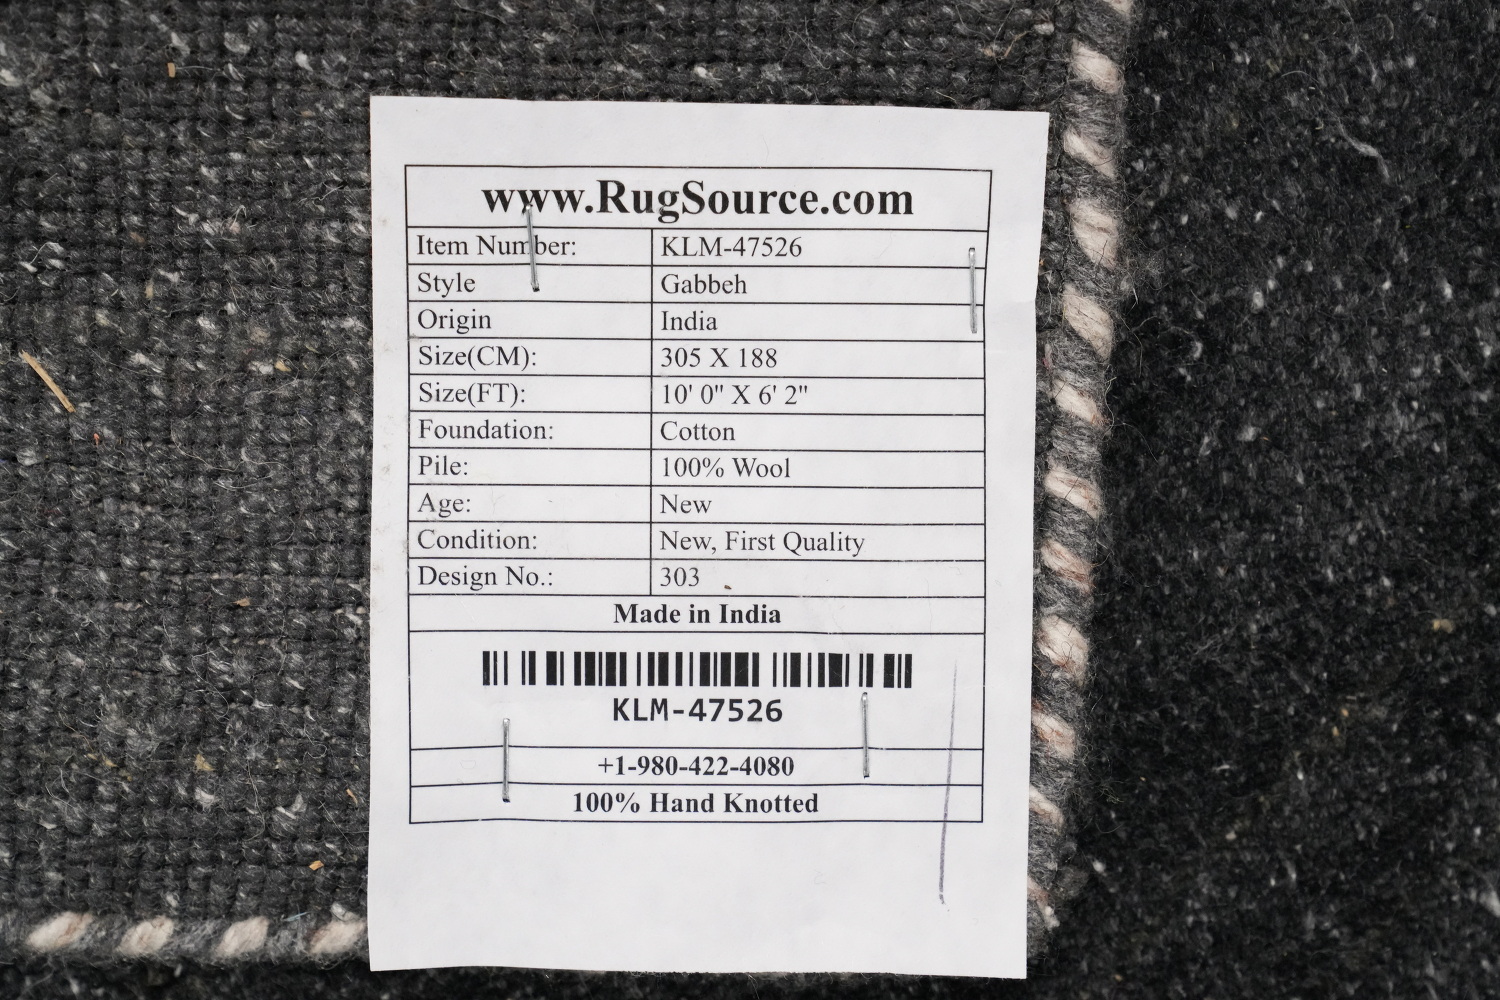 www.RugSource.com
Item Number: KLM-47526
Style Gabbeh
Origin India
Size(CM): 305 X 188
Size(FT): 10' 0" X 6' 2"
Foundation: Cotton
Pile: 100% Wool
Age: New
Condition: New, First Quality
Design No.: 303
Made in India
KLM-47526
+1-980-422-4080
100% Hand Knotted